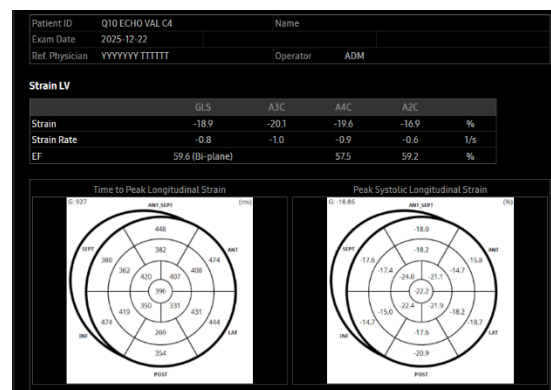 Patient ID Q10 ECHO VAL C4 Name
Exam Date 2025-12-22
Ref. Physician YYYYYYY TTTTTT Operator ADM
Strain LV
GLS A3C A4C A2C
Strain -18.9 -20.1 -19.6 -16.9 %
Strain Rate -0.8 -1.0 -0.9 -0.6 1/s
EF 59.6 (Bi-plane) 57.5 59.2 %
Time to Peak Longitudinal Strain
G: 927 ANT_SEPT (ms)
448
SEPT 382 ANT
380 474
362 408
420 407
396
350 331
419 431
474 444
INF 269 LAT
354
POST
Peak Systolic Longitudinal Strain
G: -18.86 ANT_SEPT (%)
-18.0
SEPT -18.2 ANT
-17.6 -15.8
-17.4 -14.7
-24.0 -21.1
-22.2
-22.4 -21.9
-15.0 -18.2
-14.7 -18.7
INF -17.6 LAT
-20.9
POST